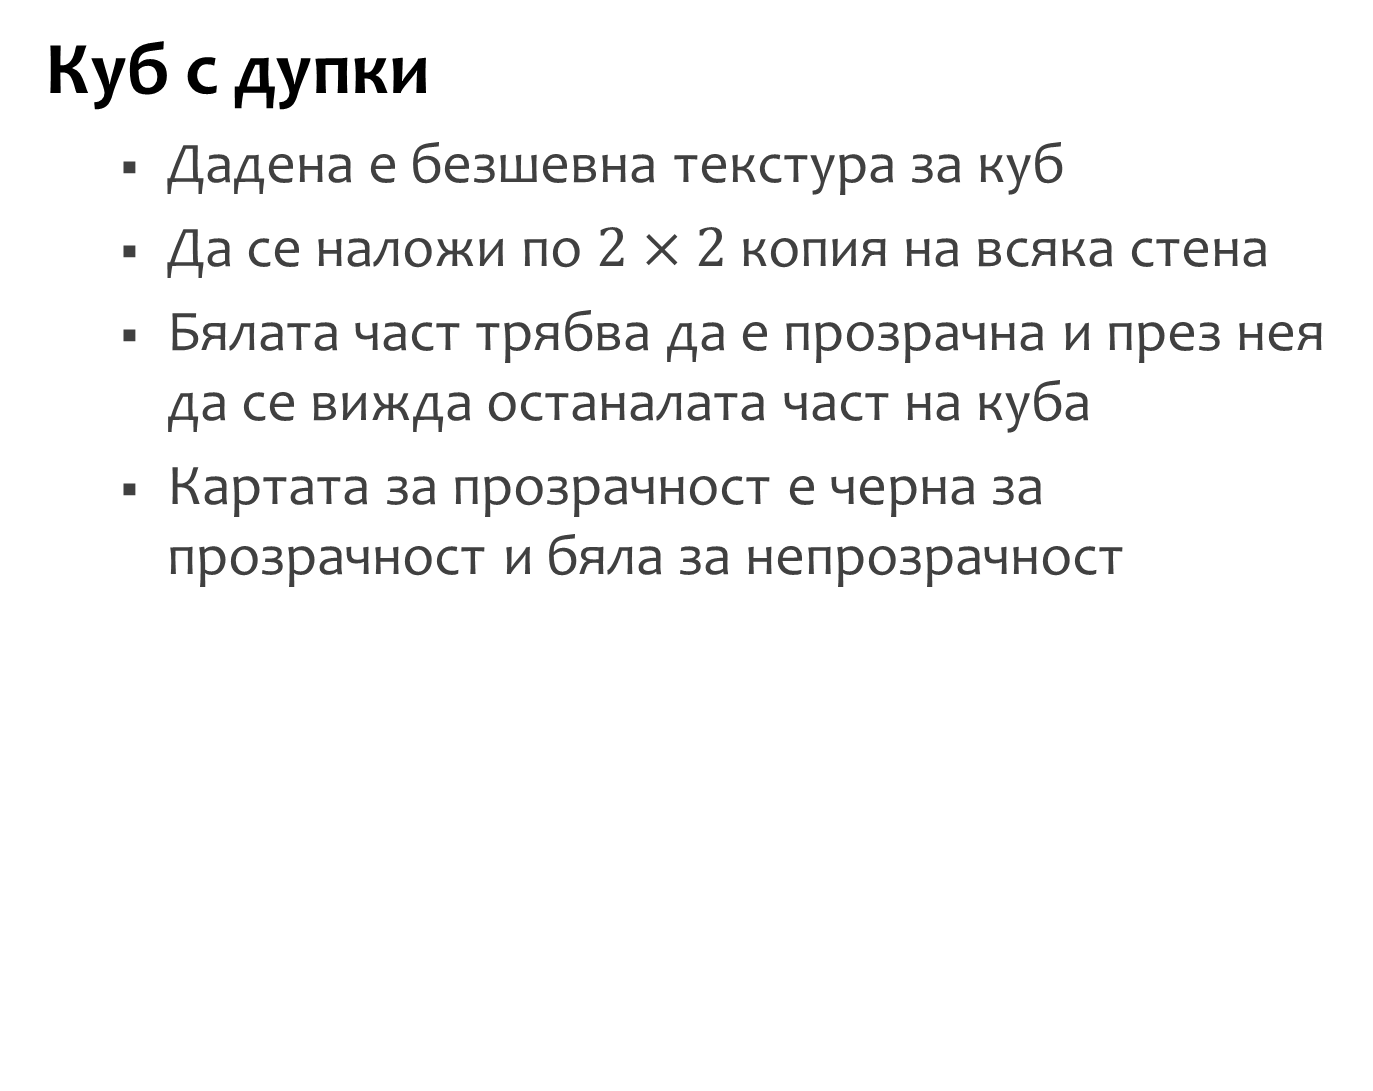 Куб с дупки
▪ Дадена е безшевна текстура за куб
▪ Да се наложи по 2 × 2 копия на всяка стена
▪ Бялата част трябва да е прозрачна и през нея
да се вижда останалата част на куба
▪ Картата за прозрачност е черна за
прозрачност и бяла за непрозрачност